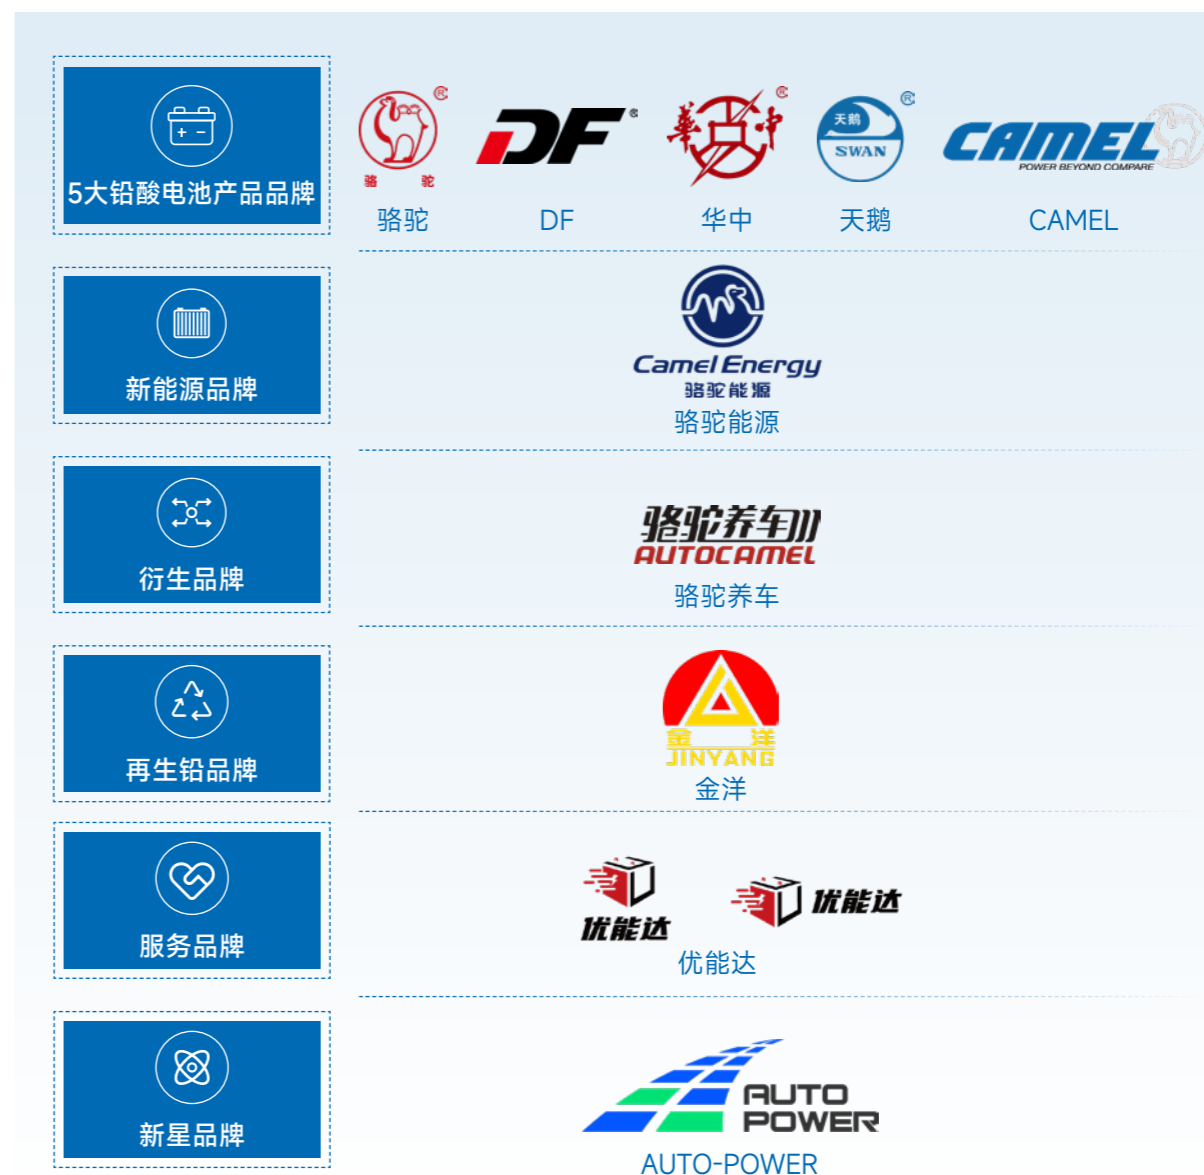 ®
DF®
華中®
天鹅®
SWAN
CAMEL
POWER BEYOND COMPARE
骆 驼
5大铅酸电池产品品牌
骆驼 DF 华中 天鹅 CAMEL
Camel Energy
骆驼能源
新能源品牌
骆驼能源
骆驼养车
AUTOCAMEL
衍生品牌
骆驼养车
金 洋
JINYANG
再生铅品牌
金洋
优能达
优能达
服务品牌
优能达
AUTO
POWER
新星品牌
AUTO-POWER